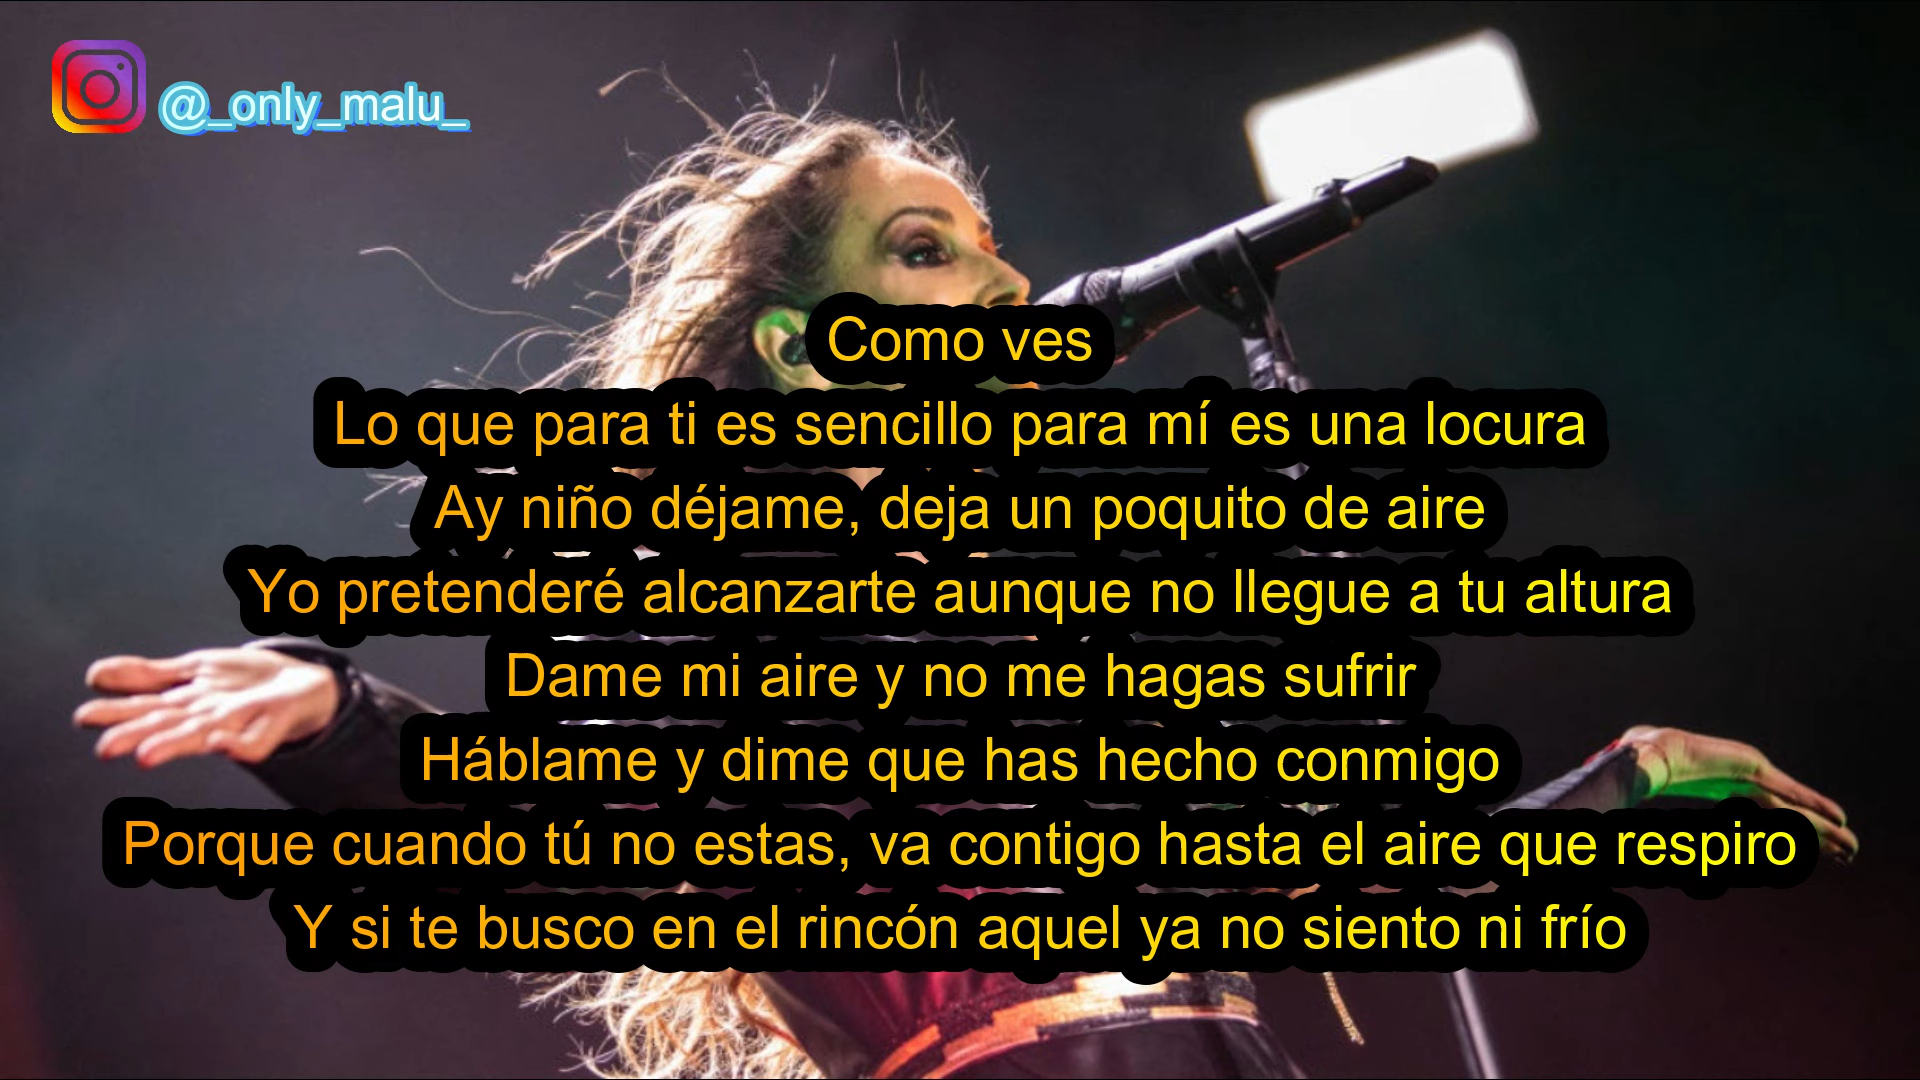 @_only_malu_
Como ves
Lo que para ti es sencillo para mí es una locura
Ay niño déjame, deja un poquito de aire
Yo pretenderé alcanzarte aunque no llegue a tu altura
Dame mi aire y no me hagas sufrir
Háblame y dime que has hecho conmigo
Porque cuando tú no estas, va contigo hasta el aire que respiro
Y si te busco en el rincón aquel ya no siento ni frío